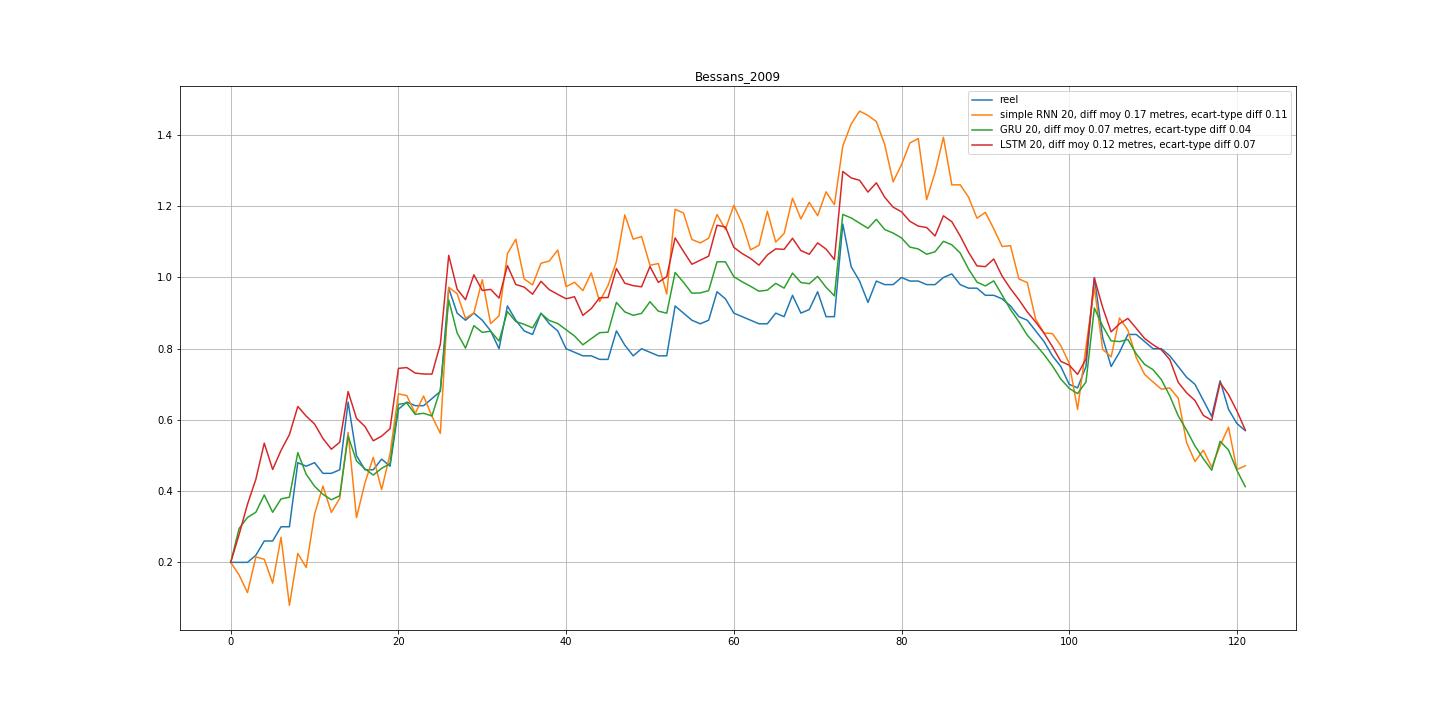 Bessans_2009
reel
simple RNN 20, diff moy 0.17 metres, ecart-type diff 0.11
GRU 20, diff moy 0.07 metres, ecart-type diff 0.04
LSTM 20, diff moy 0.12 metres, ecart-type diff 0.07
1.4
1.2
1.0
0.8
0.6
0.4
0.2
0 20 40 60 80 100 120